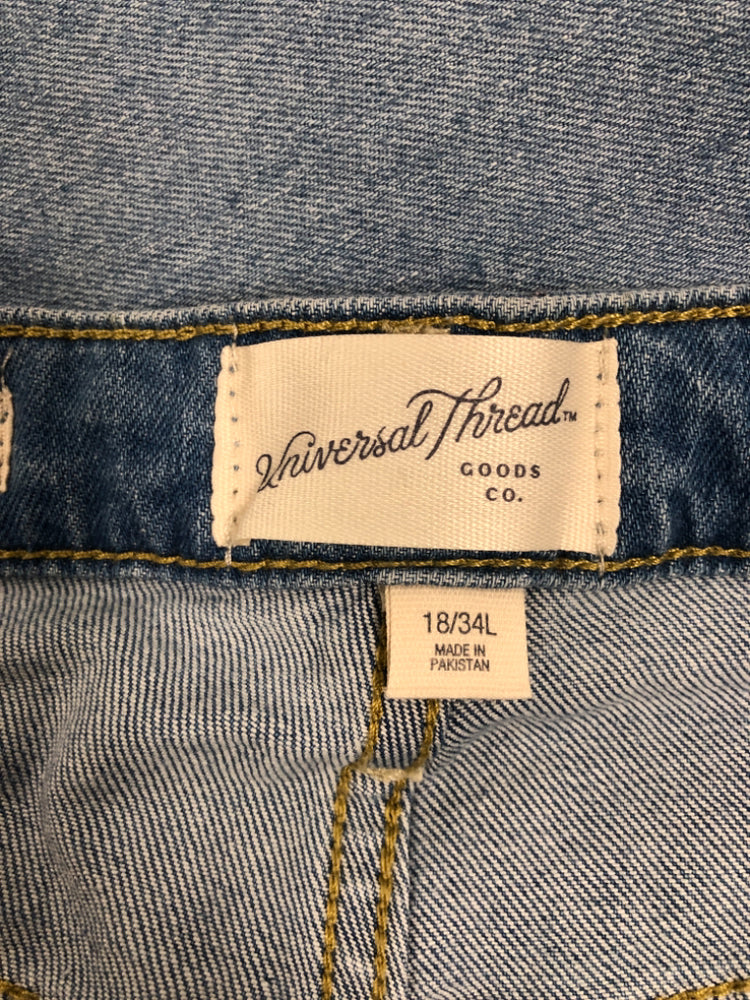 Universal Thread™
GOODS
CO.
18/34L
MADE IN
PAKISTAN